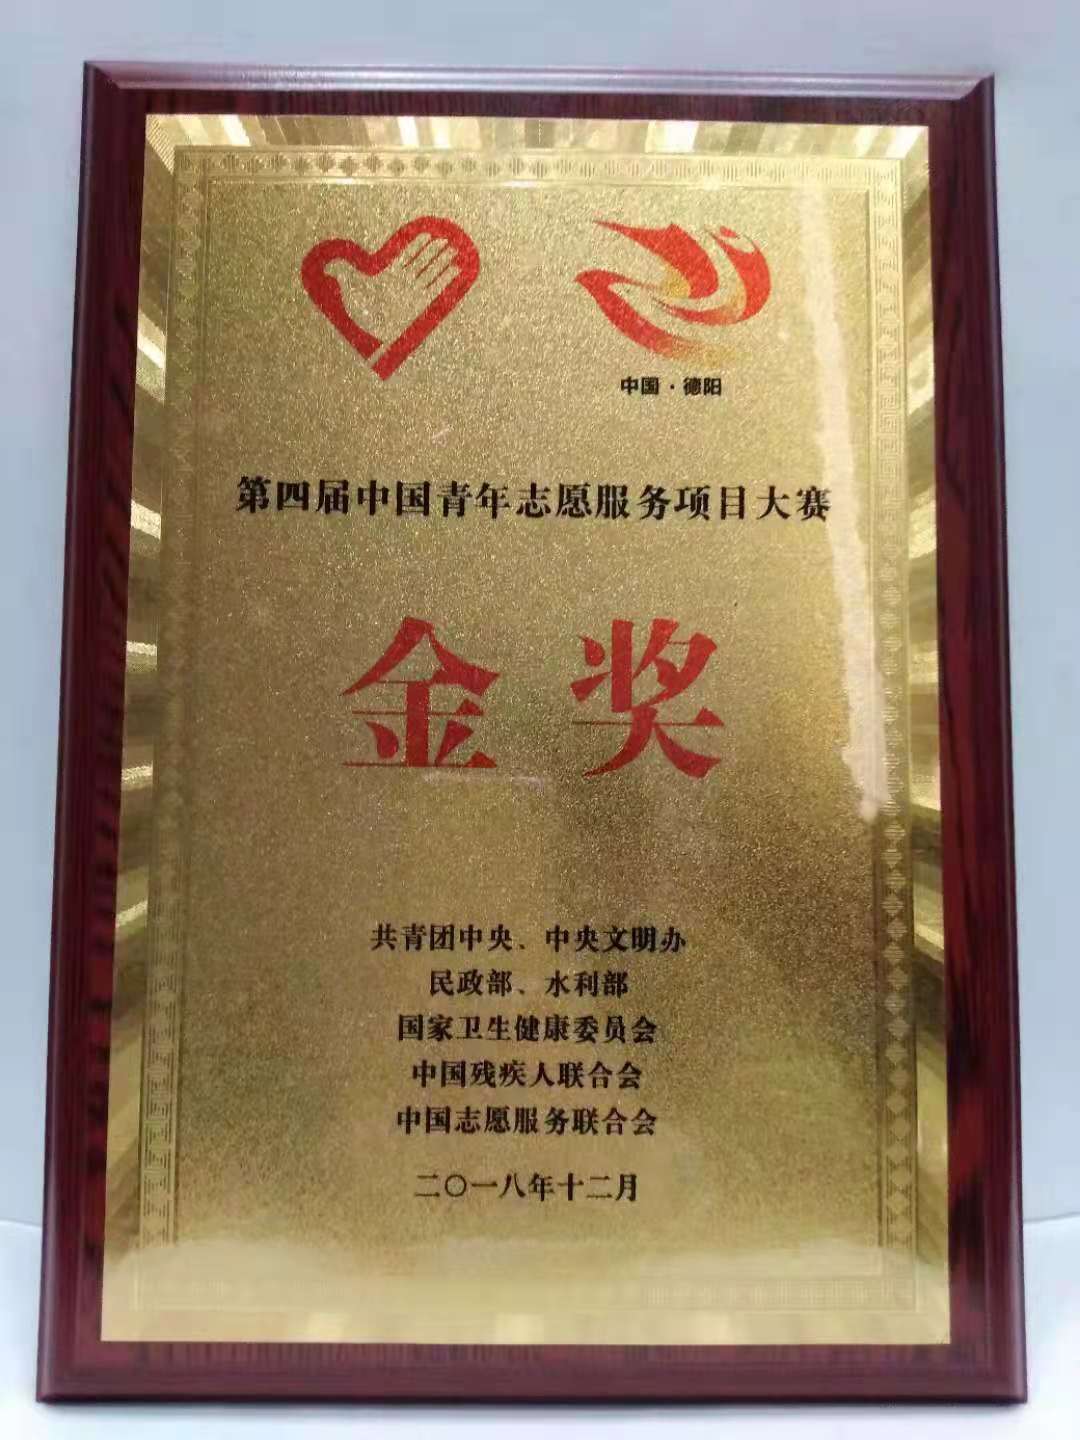 中国·德阳
第四届中国青年志愿服务项目大赛
金奖
共青团中央、中央文明办
民政部、水利部
国家卫生健康委员会
中国残疾人联合会
中国志愿服务联合会
二〇一八年十二月